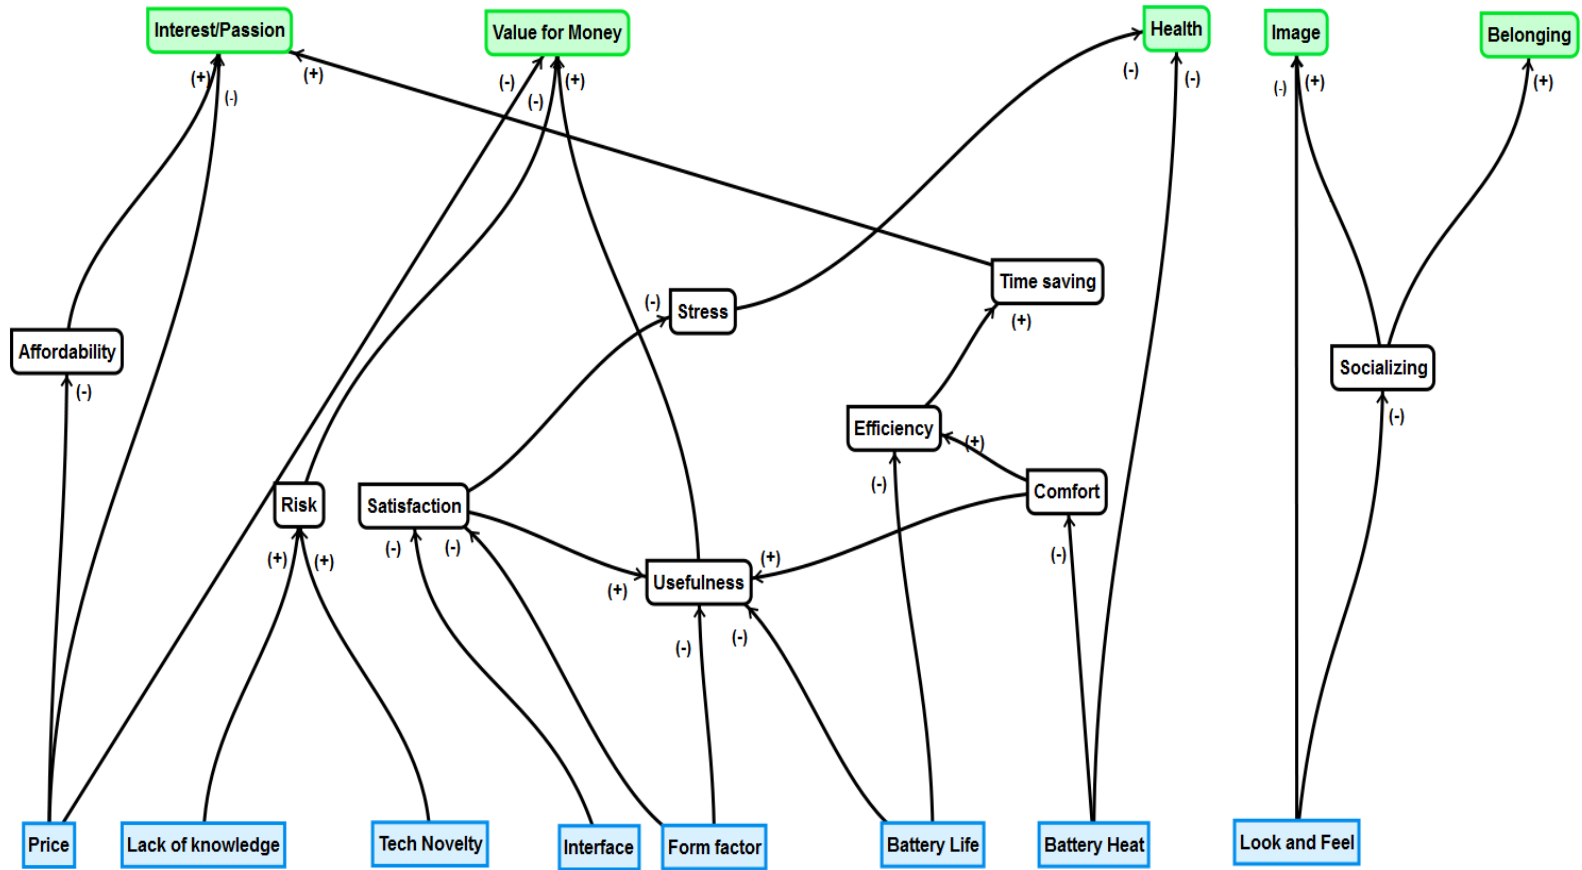 Interest/Passion
Value for Money
Health
Image
Belonging
(+)
(-)
(+)
(-)
(-)
(+)
(-)
(-)
(-)
(+)
(+)
Time saving
(-)
Stress
(+)
Affordability
(-)
Socializing
(-)
Efficiency
(+)
(-)
Comfort
Risk
Satisfaction
(+)
(+)
(-)
(-)
(+)
(-)
Usefulness
(+)
(-)
(-)
Price
Lack of knowledge
Tech Novelty
Interface
Form factor
Battery Life
Battery Heat
Look and Feel